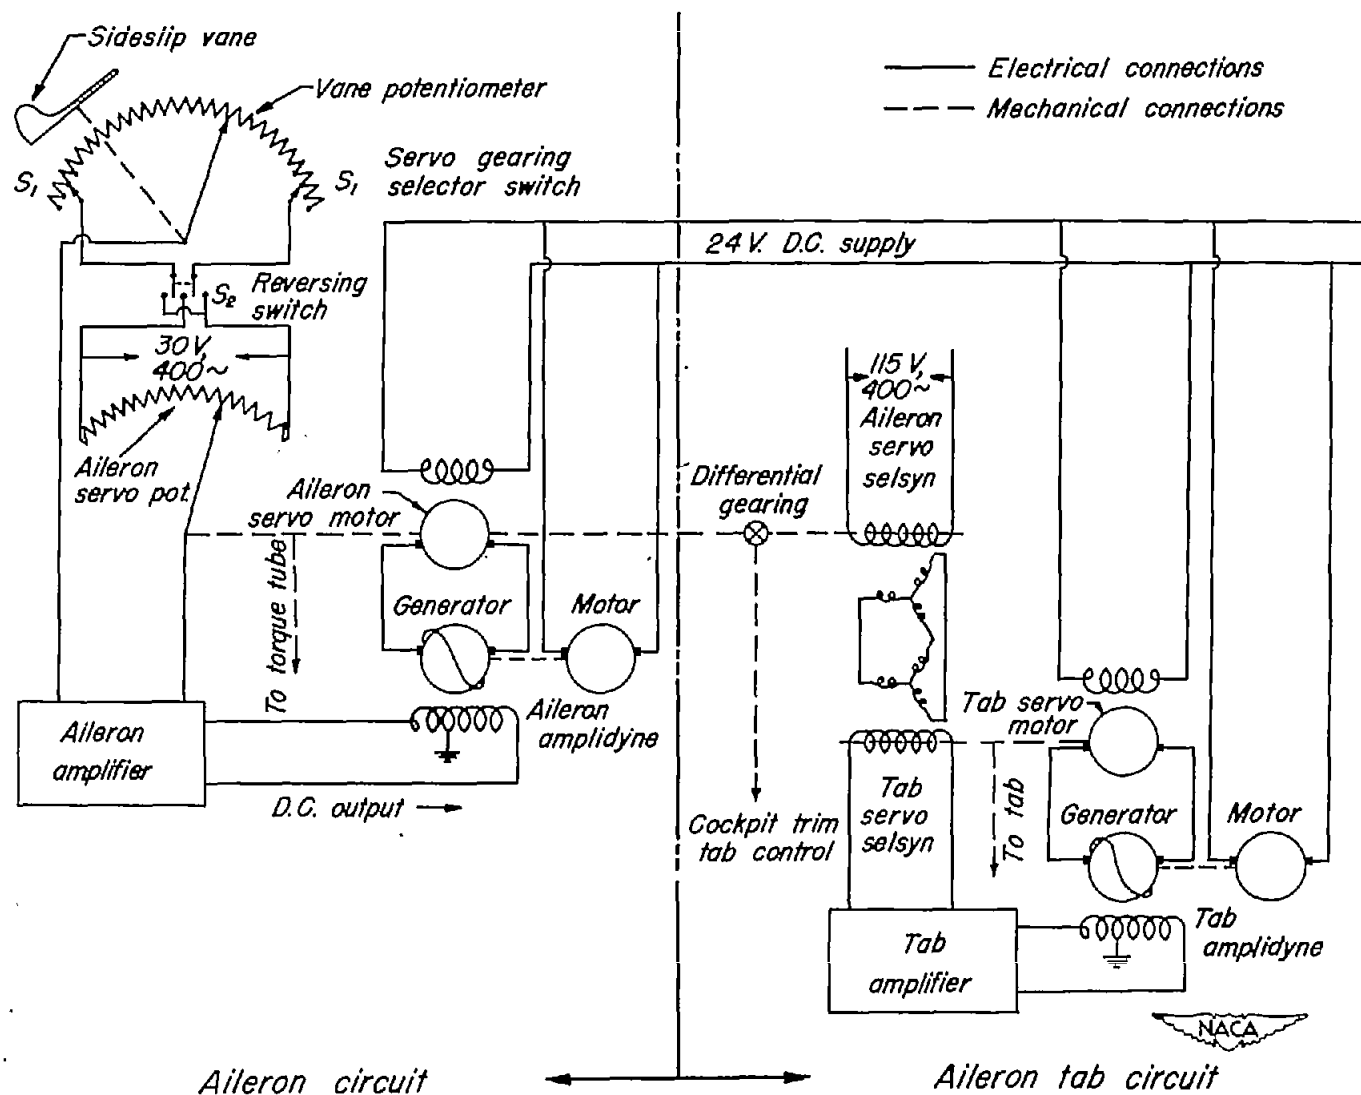 Sideslip vane
Vane potentiometer
Electrical connections
Mechanical connections
S1
S1
Servo gearing
selector switch
24 V. D.C. supply
S2
Reversing
switch
30 V,
400~
115 V,
400~
Aileron
servo
selsyn
Aileron
servo pot.
Aileron
servo motor
Differential
gearing
To torque tube
Generator
Motor
Tab servo
motor
Aileron
amplifier
Aileron
amplidyne
D.C. output
Cockpit trim
tab control
Tab
servo
selsyn
To tab
Generator
Motor
Tab
amplifier
Tab
amplidyne
NACA
Aileron circuit
Aileron tab circuit